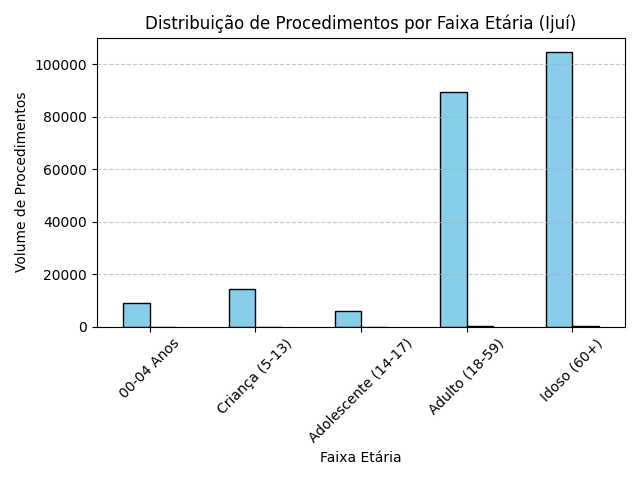 Distribuição de Procedimentos por Faixa Etária (Ijuí)
Volume de Procedimentos
100000
80000
60000
40000
20000
0
00-04 Anos
Criança (5-13)
Adolescente (14-17)
Adulto (18-59)
Idoso (60+)
Faixa Etária